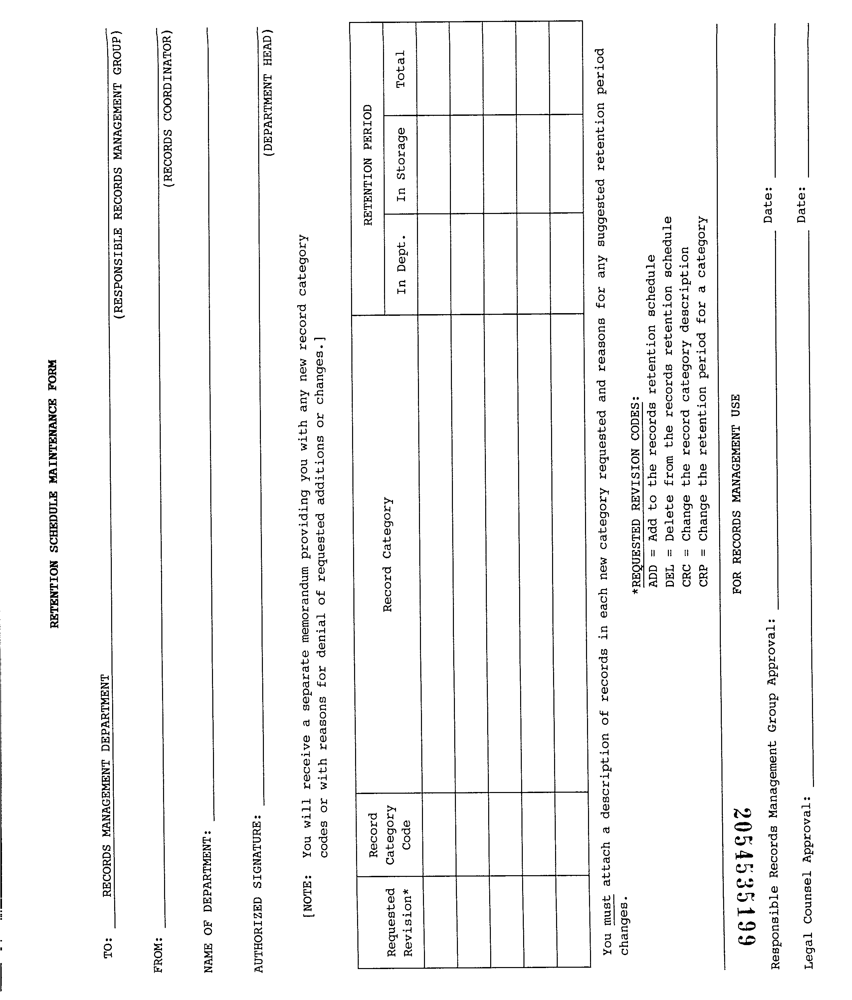 RETENTION SCHEDULE MAINTENANCE FORM
TO: RECORDS MANAGEMENT DEPARTMENT
(RESPONSIBLE RECORDS MANAGEMENT GROUP)
FROM:
(RECORDS COORDINATOR)
NAME OF DEPARTMENT:
AUTHORIZED SIGNATURE:
(DEPARTMENT HEAD)
[NOTE: You will receive a separate memorandum providing you with any new record category
codes or with reasons for denial of requested additions or changes.]
Requested Revision*
Record Category Code
Record Category
RETENTION PERIOD
In Dept. In Storage Total
You must attach a description of records in each new category requested and reasons for any suggested retention period
changes.
*REQUESTED REVISION CODES:
ADD = Add to the records retention schedule
DEL = Delete from the records retention schedule
CRC = Change the record category description
CRP = Change the retention period for a category
FOR RECORDS MANAGEMENT USE
2054535199
Responsible Records Management Group Approval: Date:
Legal Counsel Approval: Date: